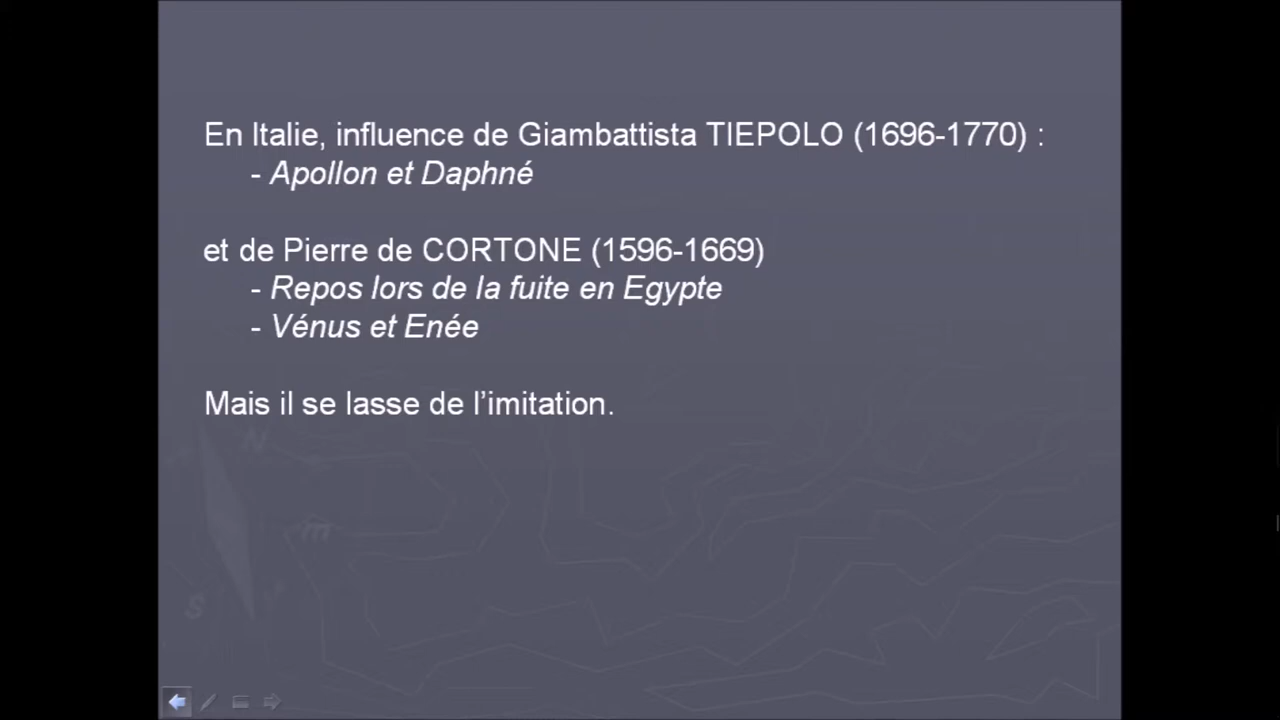 En Italie, influence de Giambattista TIEPOLO (1696-1770) :
- Apollon et Daphné
et de Pierre de CORTONE (1596-1669)
- Repos lors de la fuite en Egypte
- Vénus et Enée
Mais il se lasse de l’imitation.
N
m
S